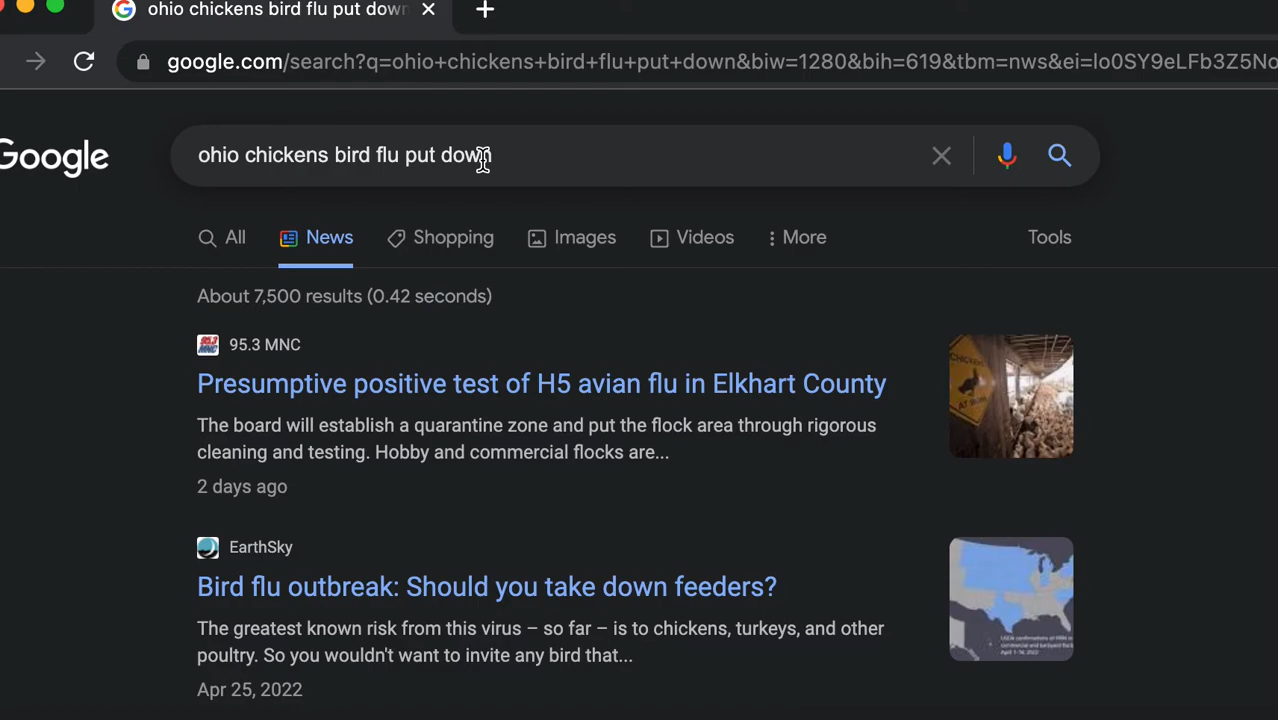 ohio chickens bird flu put down
google.com/search?q=ohio+chickens+bird+flu+put+down&biw=1280&bih=619&tbm=nws&ei=lo0SY9eLFb3Z5No
Google
ohio chickens bird flu put down
All News Shopping Images Videos More Tools
About 7,500 results (0.42 seconds)
95.3 MNC
Presumptive positive test of H5 avian flu in Elkhart County
The board will establish a quarantine zone and put the flock area through rigorous
cleaning and testing. Hobby and commercial flocks are...
2 days ago
EarthSky
Bird flu outbreak: Should you take down feeders?
The greatest known risk from this virus – so far – is to chickens, turkeys, and other
poultry. So you wouldn't want to invite any bird that...
Apr 25, 2022